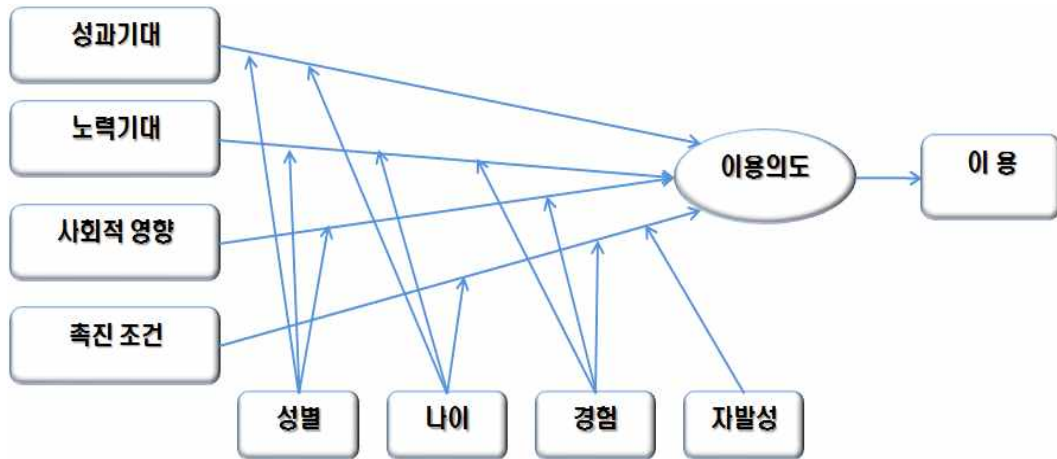 성과기대
노력기대
사회적 영향
촉진 조건
이용의도
이 용
성별
나이
경험
자발성